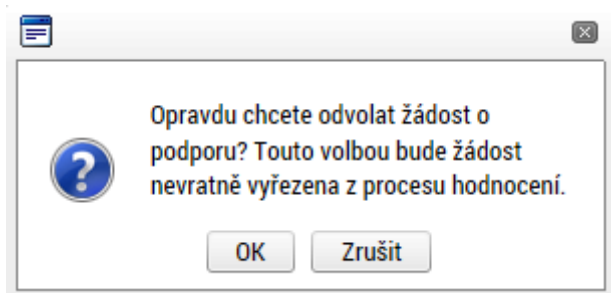 Opravdu chcete odvolat žádost o
podporu? Touto volbou bude žádost
nevratně vyřezena z procesu hodnocení.
OK Zrušit